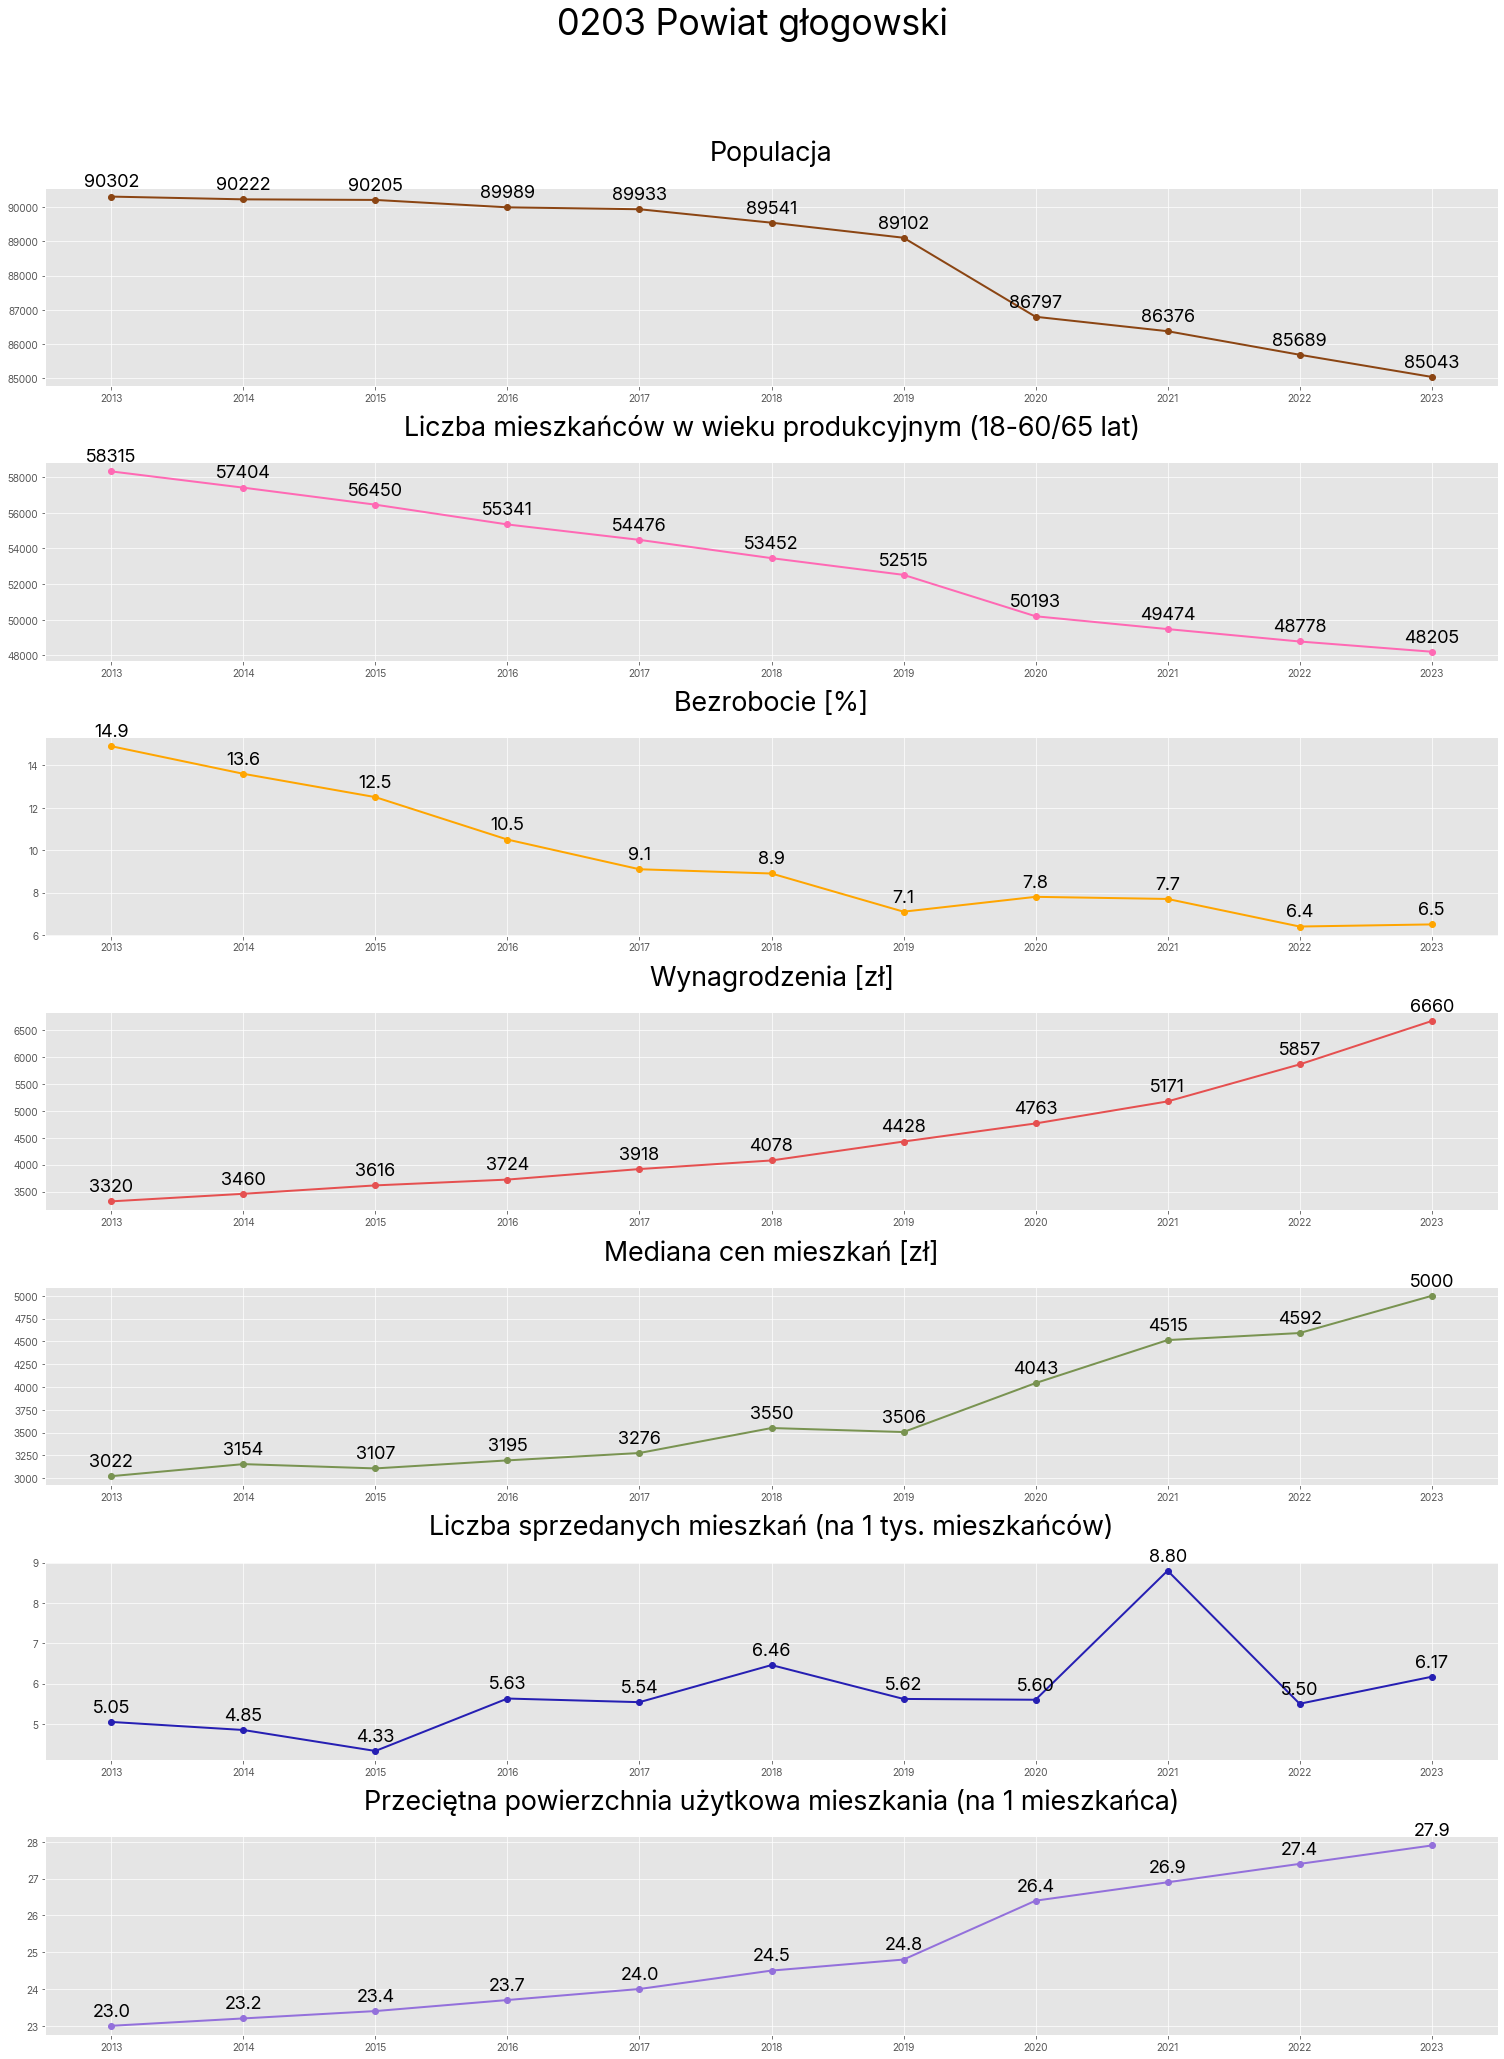 0203 Powiat głogowski
Populacja
90302 90222 90205 89989 89933 89541 89102 86797 86376 85689 85043
90000
89000
88000
87000
86000
85000
2013 2014 2015 2016 2017 2018 2019 2020 2021 2022 2023
Liczba mieszkańców w wieku produkcyjnym (18-60/65 lat)
58315 57404 56450 55341 54476 53452 52515 50193 49474 48778 48205
58000
56000
54000
52000
50000
48000
2013 2014 2015 2016 2017 2018 2019 2020 2021 2022 2023
Bezrobocie [%]
14.9 13.6 12.5 10.5 9.1 8.9 7.1 7.8 7.7 6.4 6.5
14
12
10
8
6
2013 2014 2015 2016 2017 2018 2019 2020 2021 2022 2023
Wynagrodzenia [zł]
3320 3460 3616 3724 3918 4078 4428 4763 5171 5857 6660
6500
6000
5500
5000
4500
4000
3500
2013 2014 2015 2016 2017 2018 2019 2020 2021 2022 2023
Mediana cen mieszkań [zł]
3022 3154 3107 3195 3276 3550 3506 4043 4515 4592 5000
5000
4750
4500
4250
4000
3750
3500
3250
3000
2013 2014 2015 2016 2017 2018 2019 2020 2021 2022 2023
Liczba sprzedanych mieszkań (na 1 tys. mieszkańców)
5.05 4.85 4.33 5.63 5.54 6.46 5.62 5.60 8.80 5.50 6.17
9
8
7
6
5
2013 2014 2015 2016 2017 2018 2019 2020 2021 2022 2023
Przeciętna powierzchnia użytkowa mieszkania (na 1 mieszkańca)
23.0 23.2 23.4 23.7 24.0 24.5 24.8 26.4 26.9 27.4 27.9
28
27
26
25
24
23
2013 2014 2015 2016 2017 2018 2019 2020 2021 2022 2023